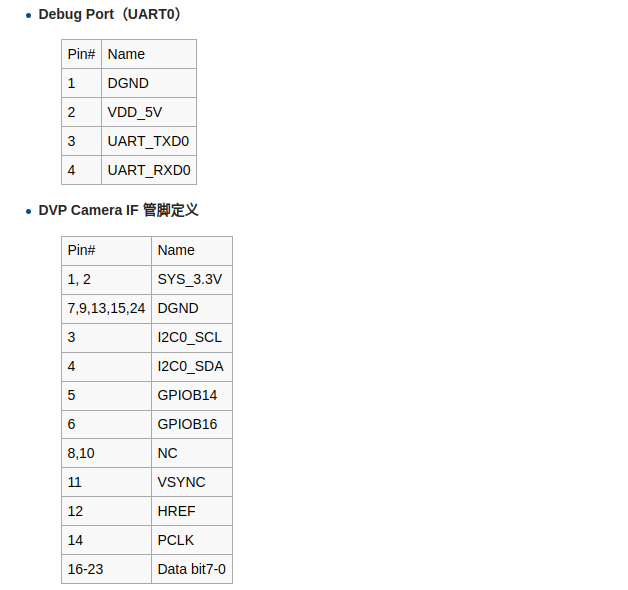 Debug Port（UART0）
Pin# Name
1 DGND
2 VDD_5V
3 UART_TXD0
4 UART_RXD0
DVP Camera IF 管脚定义
Pin# Name
1, 2 SYS_3.3V
7,9,13,15,24 DGND
3 I2C0_SCL
4 I2C0_SDA
5 GPIOB14
6 GPIOB16
8,10 NC
11 VSYNC
12 HREF
14 PCLK
16-23 Data bit7-0